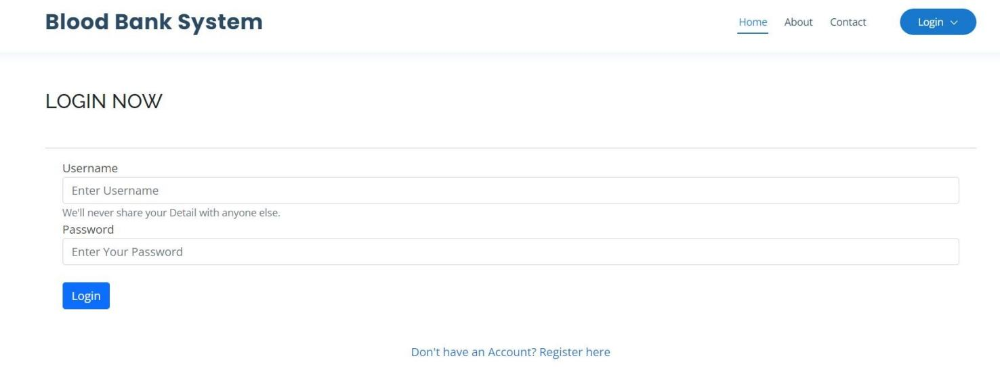 Blood Bank System
Home About Contact Login
LOGIN NOW
Username
Enter Username
We'll never share your Detail with anyone else.
Password
Enter Your Password
Login
Don't have an Account? Register here